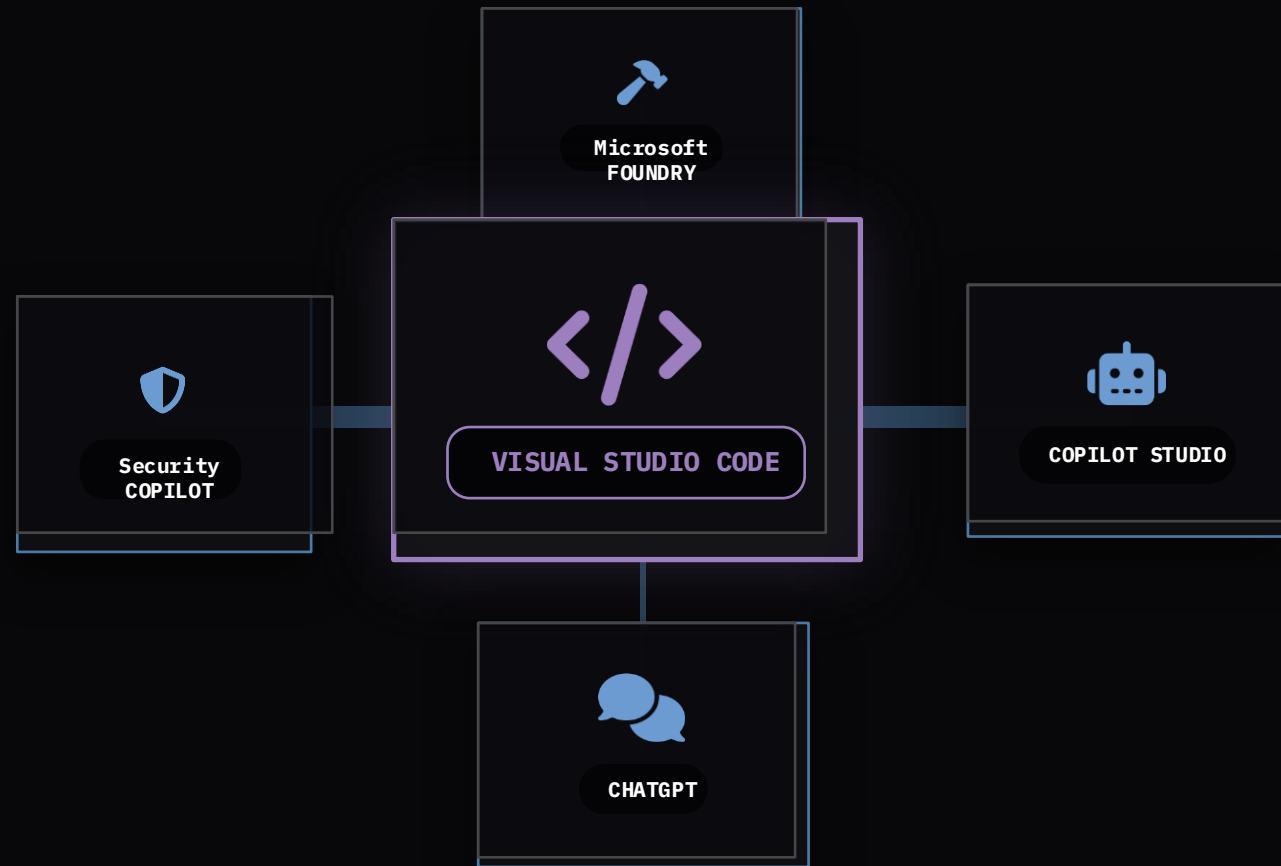 Microsoft
FOUNDRY
VISUAL STUDIO CODE
Security
COPILOT
COPILOT STUDIO
CHATGPT